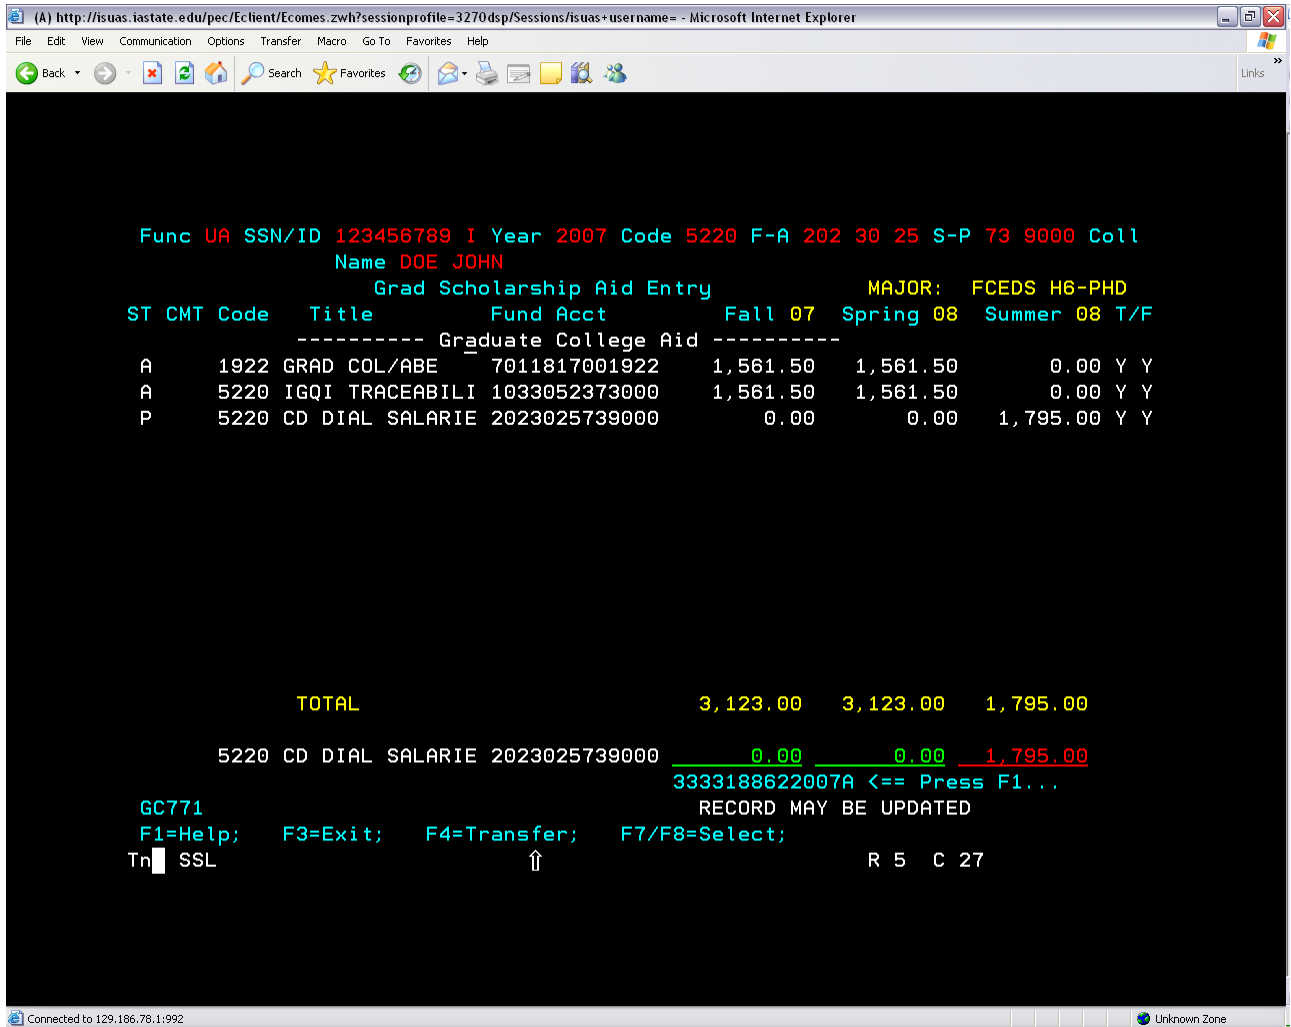 (A) http://isuas.iastate.edu/pec/Eclient/Ecomes.zwh?sessionprofile=3270dsp/Sessions/isuas+username= - Microsoft Internet Explorer
File Edit View Communication Options Transfer Macro Go To Favorites Help
Back Search Favorites Links
Func UA SSN/ID 123456789 I Year 2007 Code 5220 F-A 202 30 25 S-P 73 9000 Coll
Name DOE JOHN
Grad Scholarship Aid Entry MAJOR: FCEDS H6-PHD
ST CMT Code Title Fund Acct Fall 07 Spring 08 Summer 08 T/F
---------- Graduate College Aid ----------
A 1922 GRAD COL/ABE 7011817001922 1,561.50 1,561.50 0.00 Y Y
A 5220 IGQI TRACEABILI 1033052373000 1,561.50 1,561.50 0.00 Y Y
P 5220 CD DIAL SALARIE 2023025739000 0.00 0.00 1,795.00 Y Y
TOTAL 3,123.00 3,123.00 1,795.00
5220 CD DIAL SALARIE 2023025739000 0.00 0.00 1,795.00
3333188622007A <== Press F1...
GC771 RECORD MAY BE UPDATED
F1=Help; F3=Exit; F4=Transfer; F7/F8=Select;
Tn SSL ⇧ R 5 C 27
Connected to 129.186.78.1:992 Unknown Zone